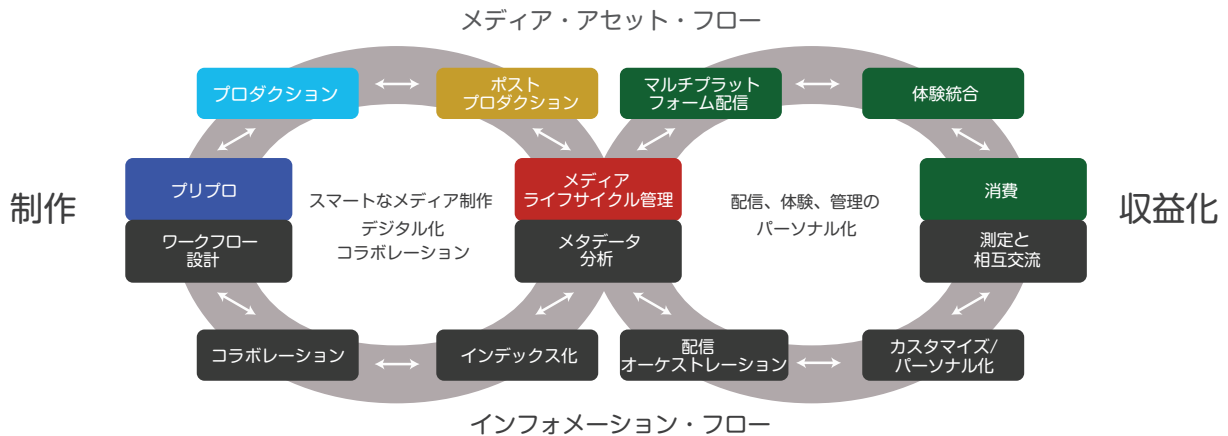 メディア・アセット・フロー
プロダクション
ポスト
プロダクション
マルチプラット
フォーム配信
体験統合
制作
プリプロ
スマートなメディア制作
デジタル化
コラボレーション
メディア
ライフサイクル管理
配信、体験、管理の
パーソナル化
消費
収益化
ワークフロー
設計
メタデータ
分析
測定と
相互交流
コラボレーション
インデックス化
配信
オーケストレーション
カスタマイズ/
パーソナル化
インフォメーション・フロー